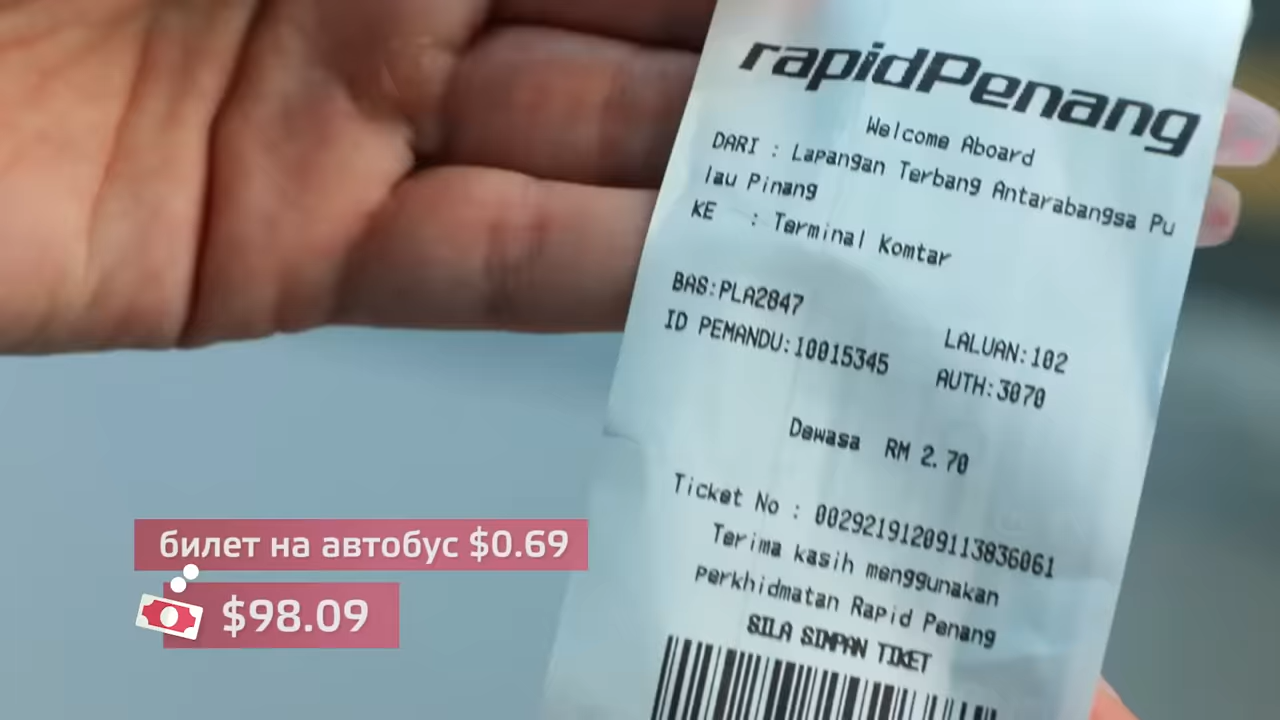 rapidPenang
Welcome Aboard
DARI : Lapangan Terbang Antarabangsa Pu
lau Pinang
KE : Terminal Komtar
BAS:PLA2847
LALUAN:102
ID PEMANDU:10015345
AUTH:3070
Dewasa RM 2.70
Ticket No : 00292191209113836061
Terima kasih menggunakan
perkhidmatan Rapid Penang
SILA SIMPAN TIKET
билет на автобус $0.69
$98.09